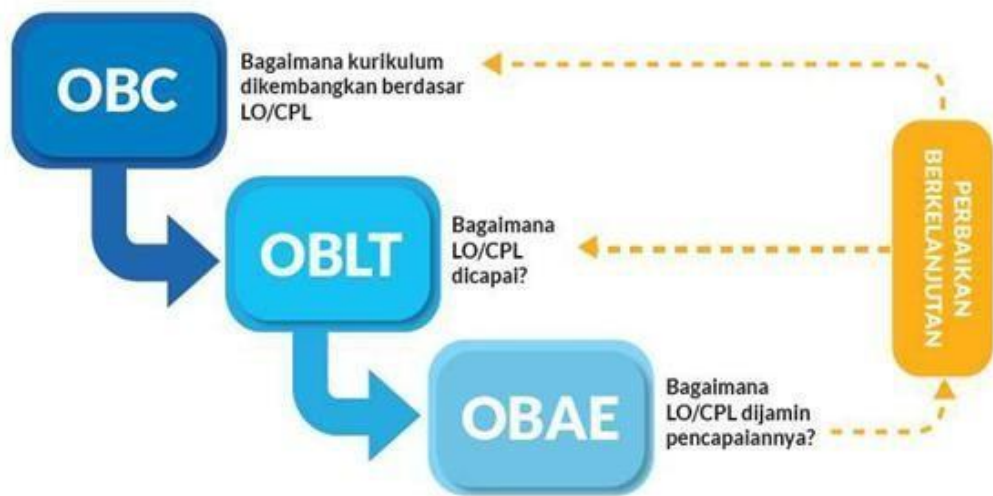 OBC
Bagaimana kurikulum
dikembangkan berdasar
LO/CPL
OBLT
Bagaimana
LO/CPL
dicapai?
OBAE
Bagaimana
LO/CPL dijamin
pencapaiannya?
PERBAIKAN
BERKELANJUTAN